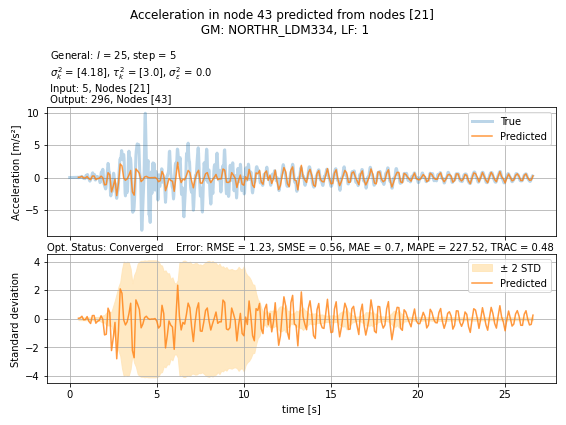 Acceleration in node 43 predicted from nodes [21]
GM: NORTHR_LDM334, LF: 1
General: l = 25, step = 5
σ²ₖ = [4.18], τ²ₖ = [3.0], σ²ε = 0.0
Input: 5, Nodes [21]
Output: 296, Nodes [43]
10
5
0
−5
Acceleration [m/s²]
True
Predicted
Opt. Status: Converged Error: RMSE = 1.23, SMSE = 0.56, MAE = 0.7, MAPE = 227.52, TRAC = 0.48
4
2
0
−2
−4
Standard deviation
± 2 STD
Predicted
0 5 10 15 20 25
time [s]